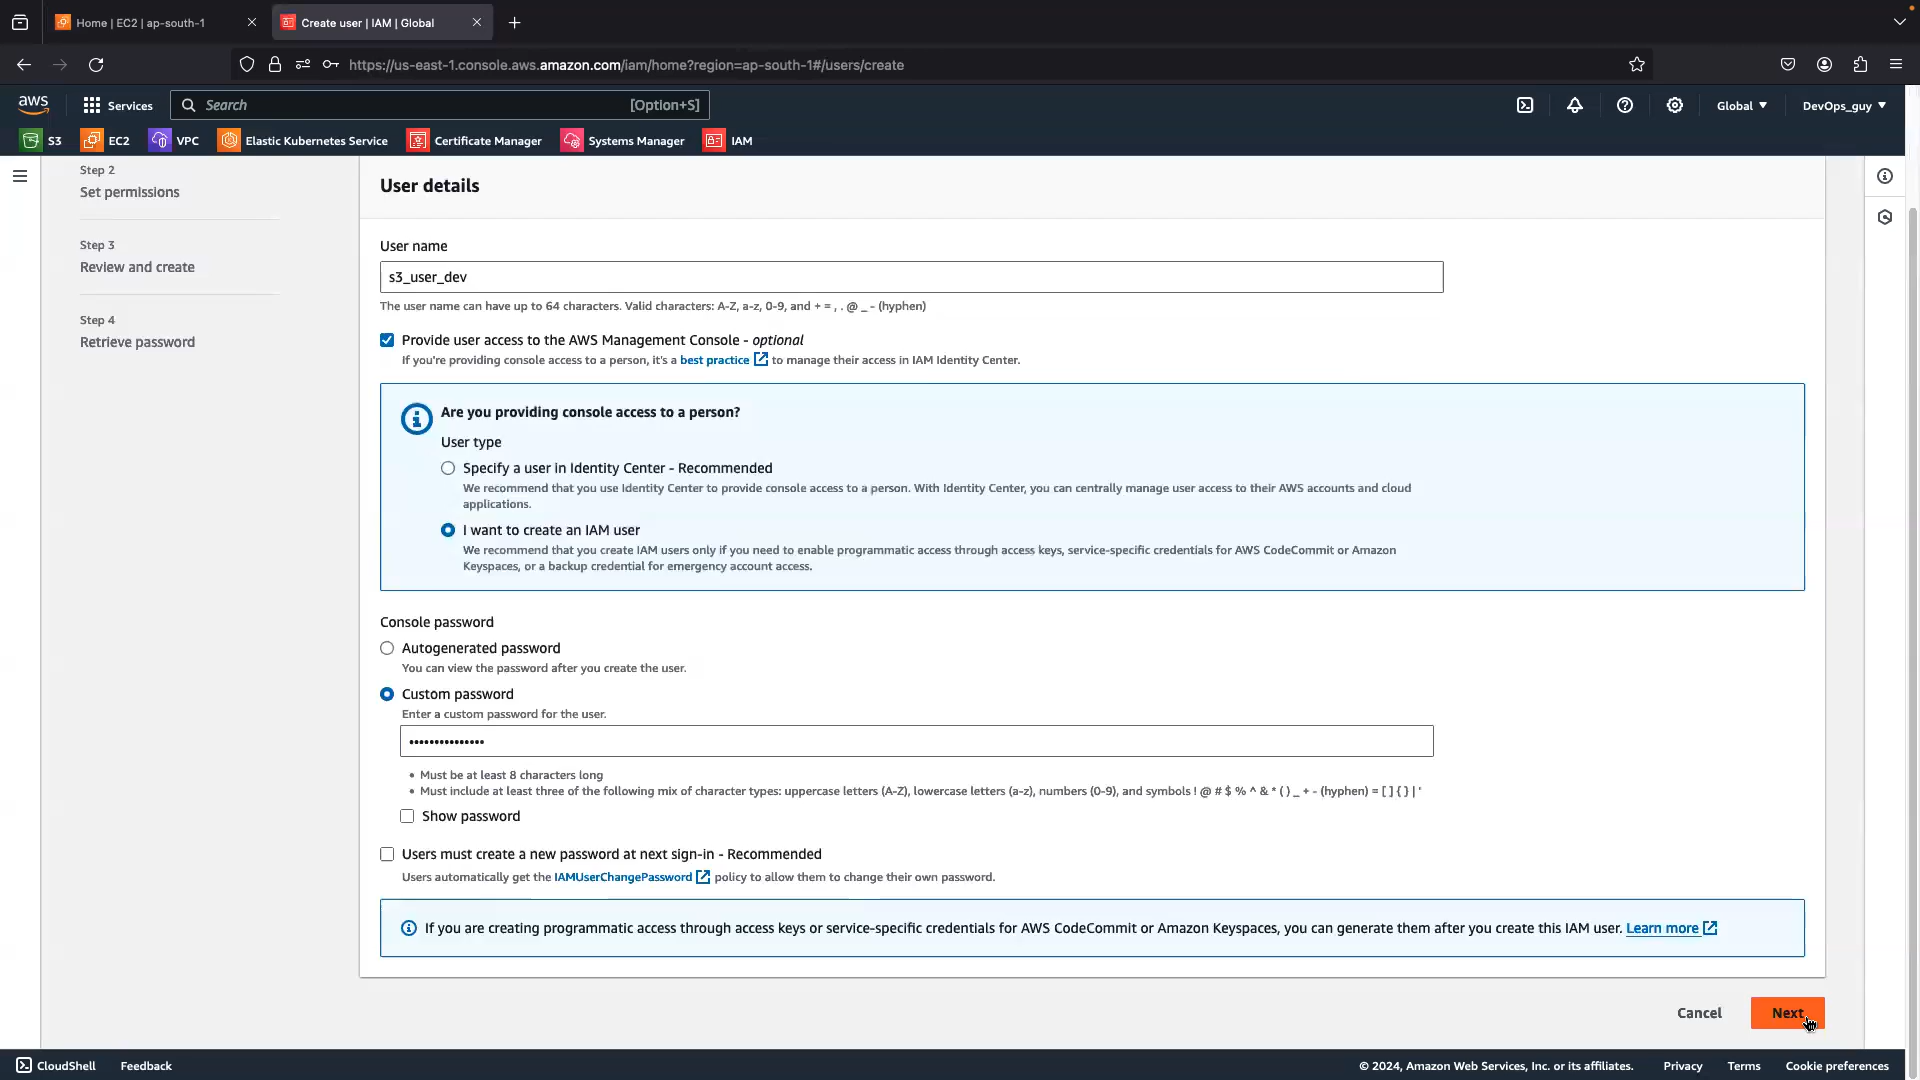 Home | EC2 | ap-south-1
Create user | IAM | Global
https://us-east-1.console.aws.amazon.com/iam/home?region=ap-south-1#/users/create
aws
Services
Search
[Option+S]
Global
DevOps_guy
S3
EC2
VPC
Elastic Kubernetes Service
Certificate Manager
Systems Manager
IAM
Step 2
Set permissions
Step 3
Review and create
Step 4
Retrieve password
User details
User name
s3_user_dev
The user name can have up to 64 characters. Valid characters: A-Z, a-z, 0-9, and + = , . @ _ - (hyphen)
Provide user access to the AWS Management Console - optional
If you're providing console access to a person, it's a best practice to manage their access in IAM Identity Center.
Are you providing console access to a person?
User type
Specify a user in Identity Center - Recommended
We recommend that you use Identity Center to provide console access to a person. With Identity Center, you can centrally manage user access to their AWS accounts and cloud
applications.
I want to create an IAM user
We recommend that you create IAM users only if you need to enable programmatic access through access keys, service-specific credentials for AWS CodeCommit or Amazon
Keyspaces, or a backup credential for emergency account access.
Console password
Autogenerated password
You can view the password after you create the user.
Custom password
Enter a custom password for the user.
•••••••••••••••
• Must be at least 8 characters long
• Must include at least three of the following mix of character types: uppercase letters (A-Z), lowercase letters (a-z), numbers (0-9), and symbols ! @ # $ % ^ & * ( ) _ + - (hyphen) = [ ] { } | '
Show password
Users must create a new password at next sign-in - Recommended
Users automatically get the IAMUserChangePassword policy to allow them to change their own password.
If you are creating programmatic access through access keys or service-specific credentials for AWS CodeCommit or Amazon Keyspaces, you can generate them after you create this IAM user. Learn more
Cancel
Next
CloudShell
Feedback
© 2024, Amazon Web Services, Inc. or its affiliates.
Privacy
Terms
Cookie preferences